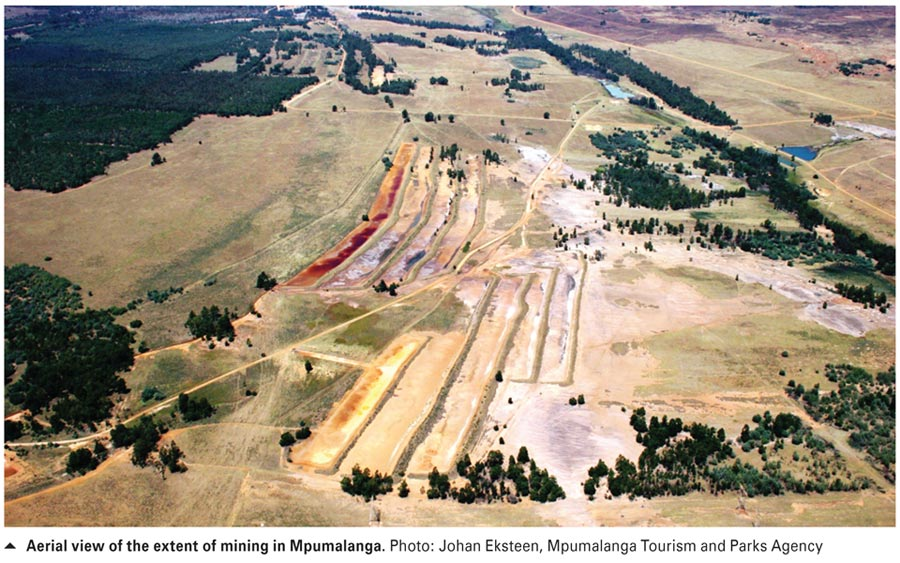 ▲ Aerial view of the extent of mining in Mpumalanga. Photo: Johan Eksteen, Mpumalanga Tourism and Parks Agency